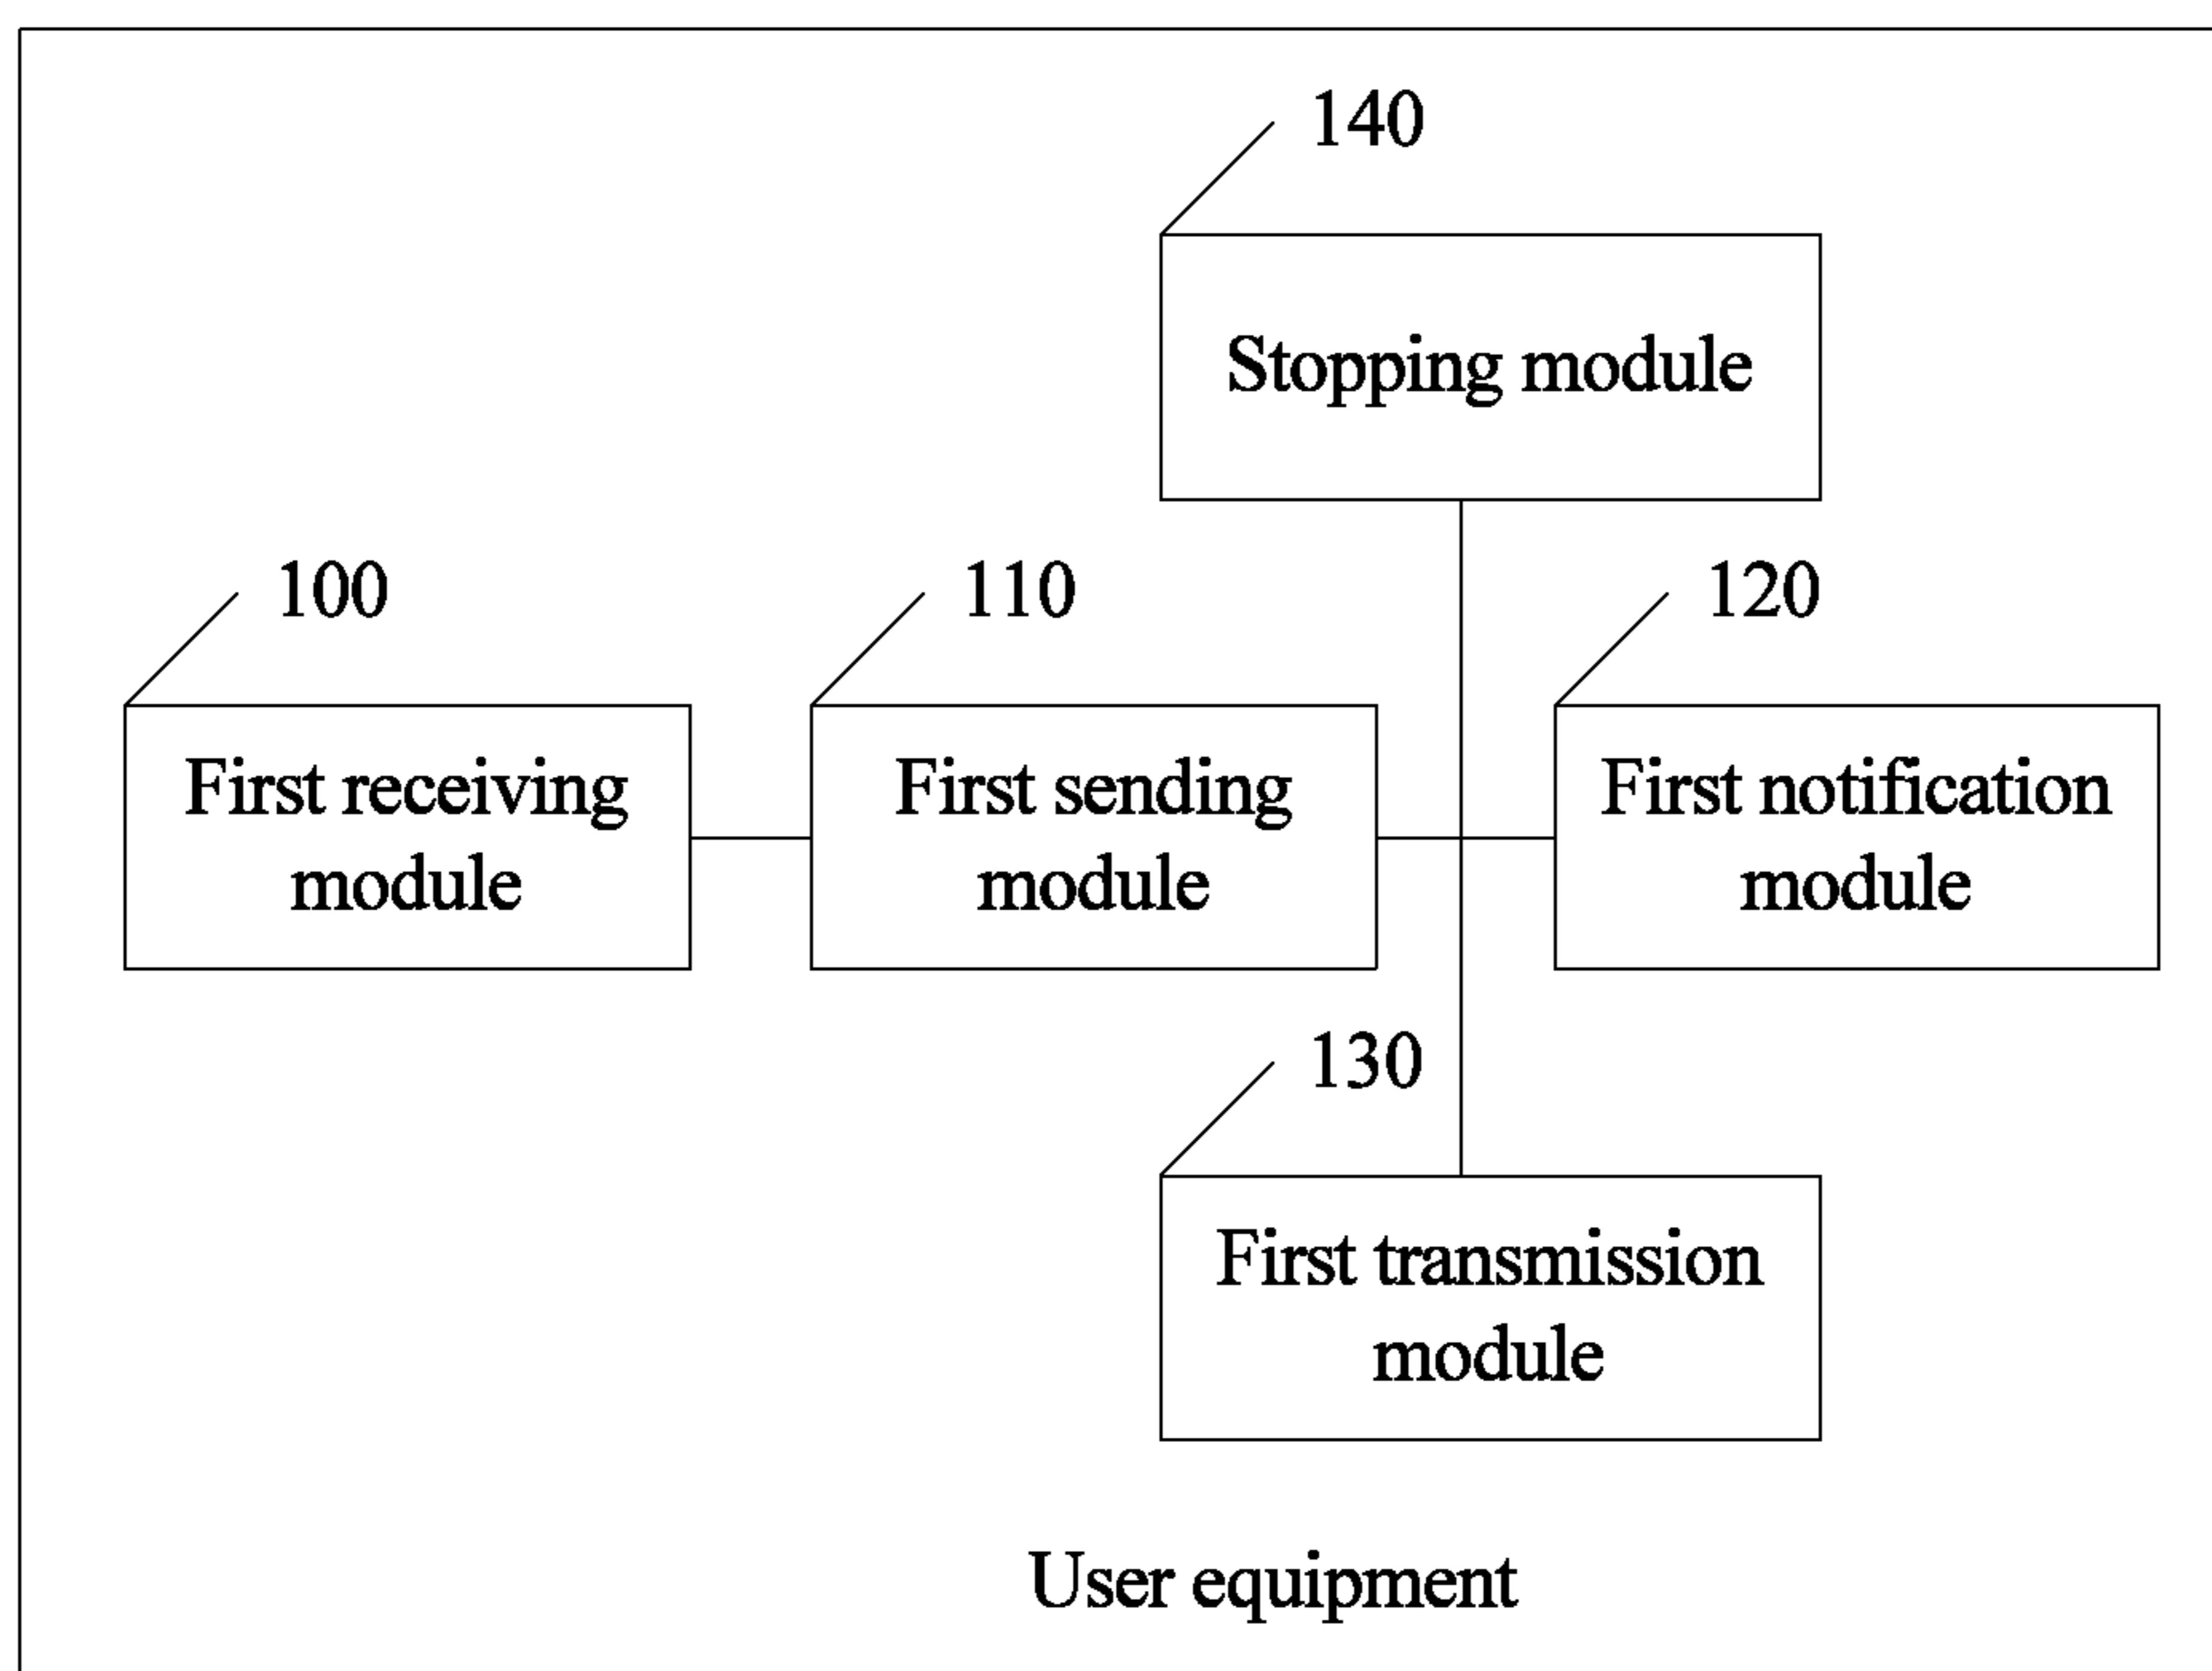 140
Stopping module
100
110
120
First receiving
module
First sending
module
First notification
module
130
First transmission
module
User equipment